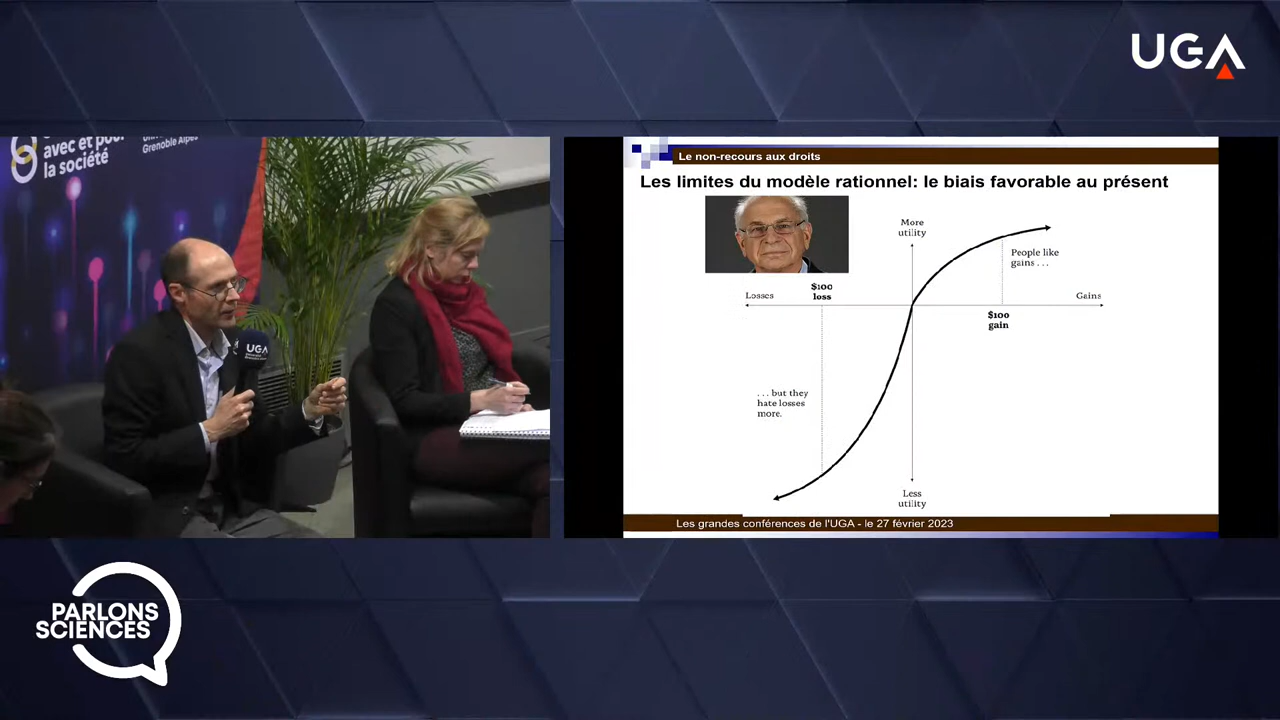 UGA
avec et pour
la société
Grenoble Alpes
UGA
Le non-recours aux droits
Les limites du modèle rationnel: le biais favorable au présent
More
utility
People like
gains . . .
$100
loss
Losses
Gains
$100
gain
. . . but they
hate losses
more.
Less
utility
Les grandes conférences de l'UGA - le 27 février 2023
PARLONS
SCIENCES